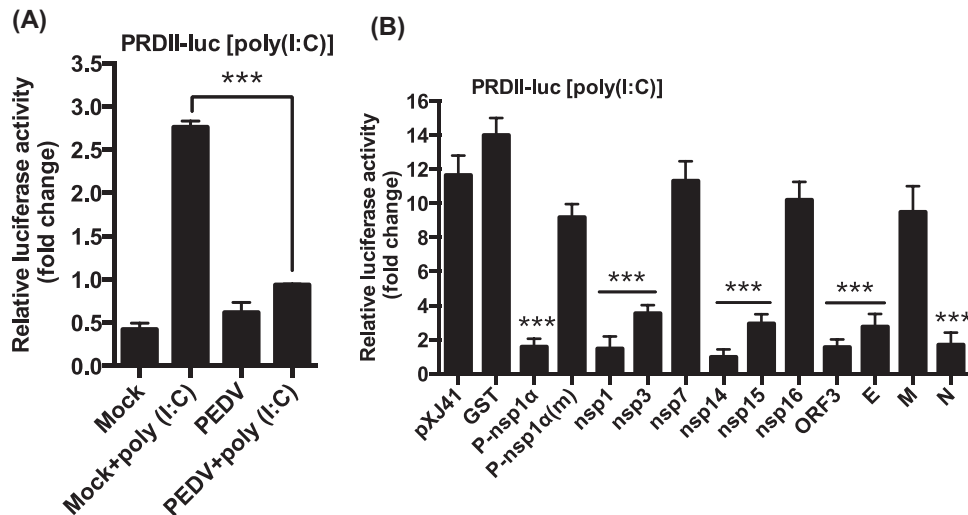 (A)
PRDII-luc [poly(I:C)]
Relative luciferase activity
(fold change)
3.5
3.0
2.5
2.0
1.5
1.0
0.5
0.0
***
Mock
Mock+poly (I:C)
PEDV
PEDV+poly(I:C)
(B)
PRDII-luc [poly(I:C)]
Relative luciferase activity
(fold change)
16
14
12
10
8
6
4
2
0
***
***
***
***
***
pXJ41
GST
P-nsp1α
P-nsp1α(m)
nsp1
nsp3
nsp7
nsp14
nsp15
nsp16
ORF3
E
M
N